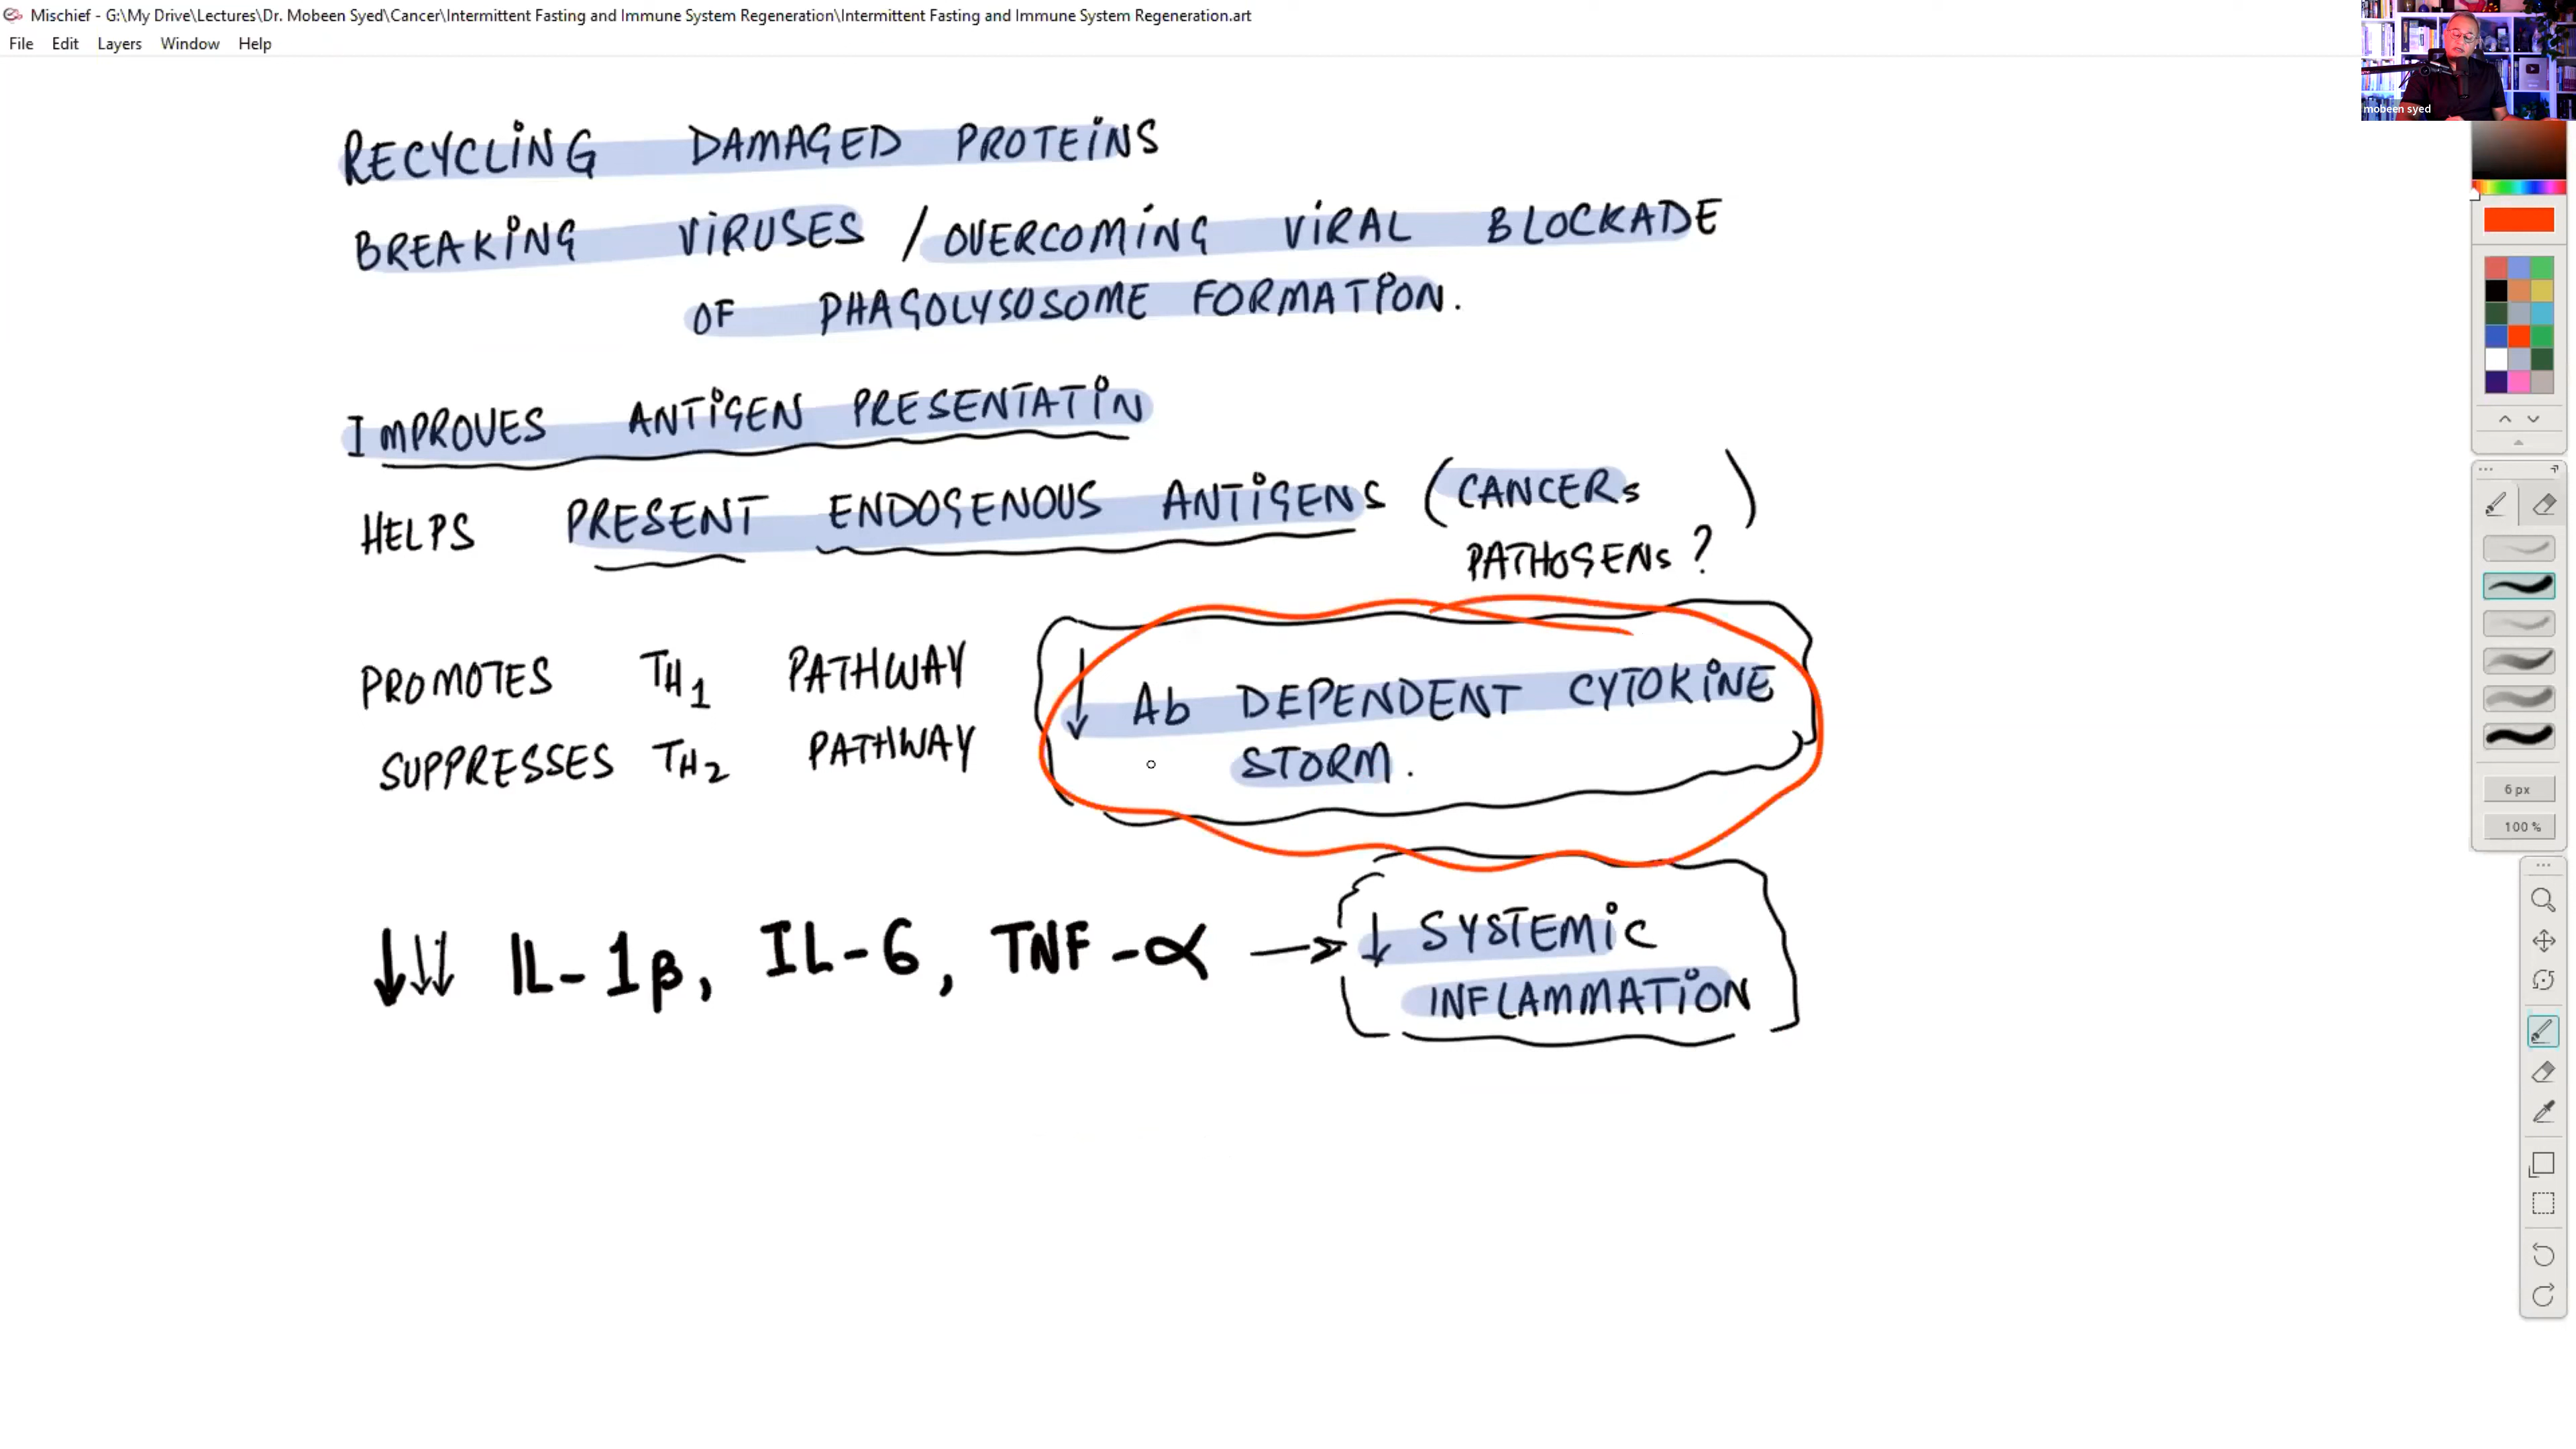 Mischief - G:\My Drive\Lectures\Dr. Mobeen Syed\Cancer\Intermittent Fasting and Immune System Regeneration\Intermittent Fasting and Immune System Regeneration.art
File Edit Layers Window Help
mobeen syed
RECYCLING DAMAGED PROTEINS
BREAKING VIRUSES / OVERCOMING VIRAL BLOCKADE
OF PHAGOLYSOSOME FORMATION.
IMPROVES ANTIGEN PRESENTATIN
HELPS PRESENT ENDOGENOUS ANTIGENS (CANCERS
PATHOGENS?)
PROMOTES TH1 PATHWAY
SUPPRESSES TH2 PATHWAY
↓ Ab DEPENDENT CYTOKINE
STORM.
↓↓↓ IL-1β, IL-6, TNF-α → ↓ SYSTEMIC
INFLAMMATION
6 px
100 %